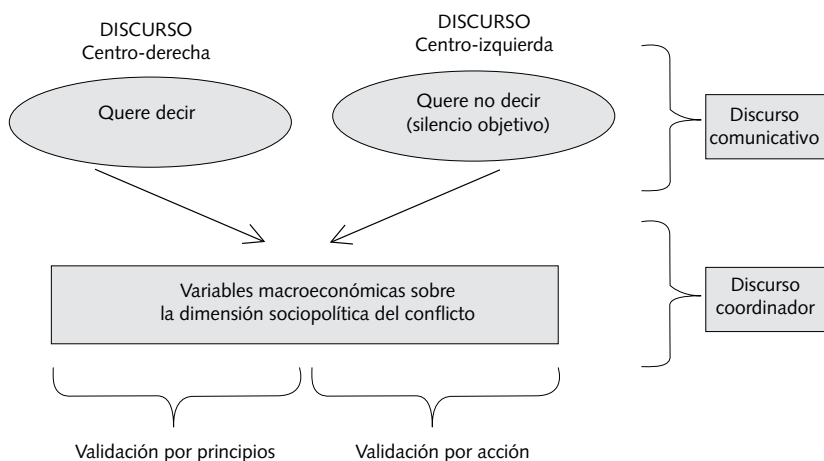 DISCURSO
Centro-derecha
DISCURSO
Centro-izquierda
Quere decir
Quere no decir
(silencio objetivo)
Discurso
comunicativo
Variables macroeconómicas sobre
la dimensión sociopolítica del conflicto
Discurso
coordinador
Validación por principios
Validación por acción